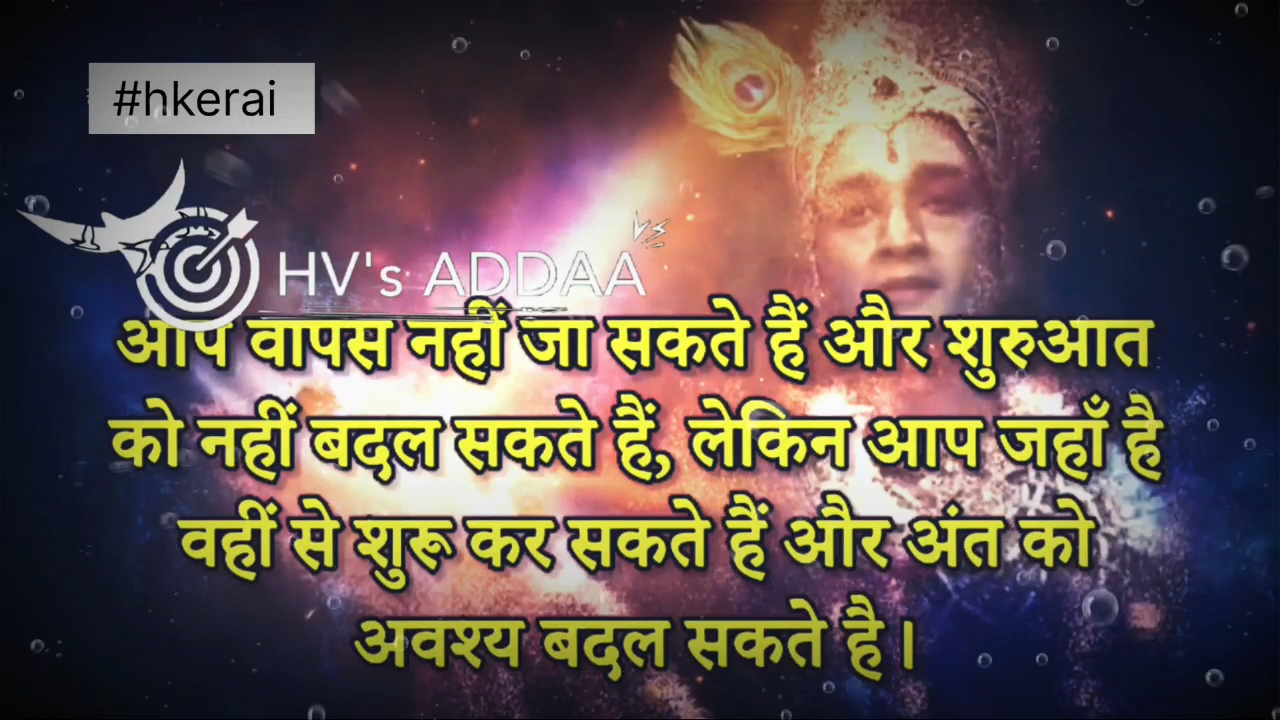 #hkerai
HV's ADDAA
आप वापस नहीं जा सकते हैं और शुरुआत
को नहीं बदल सकते हैं, लेकिन आप जहाँ है
वहीं से शुरू कर सकते हैं और अंत को
अवश्य बदल सकते है।